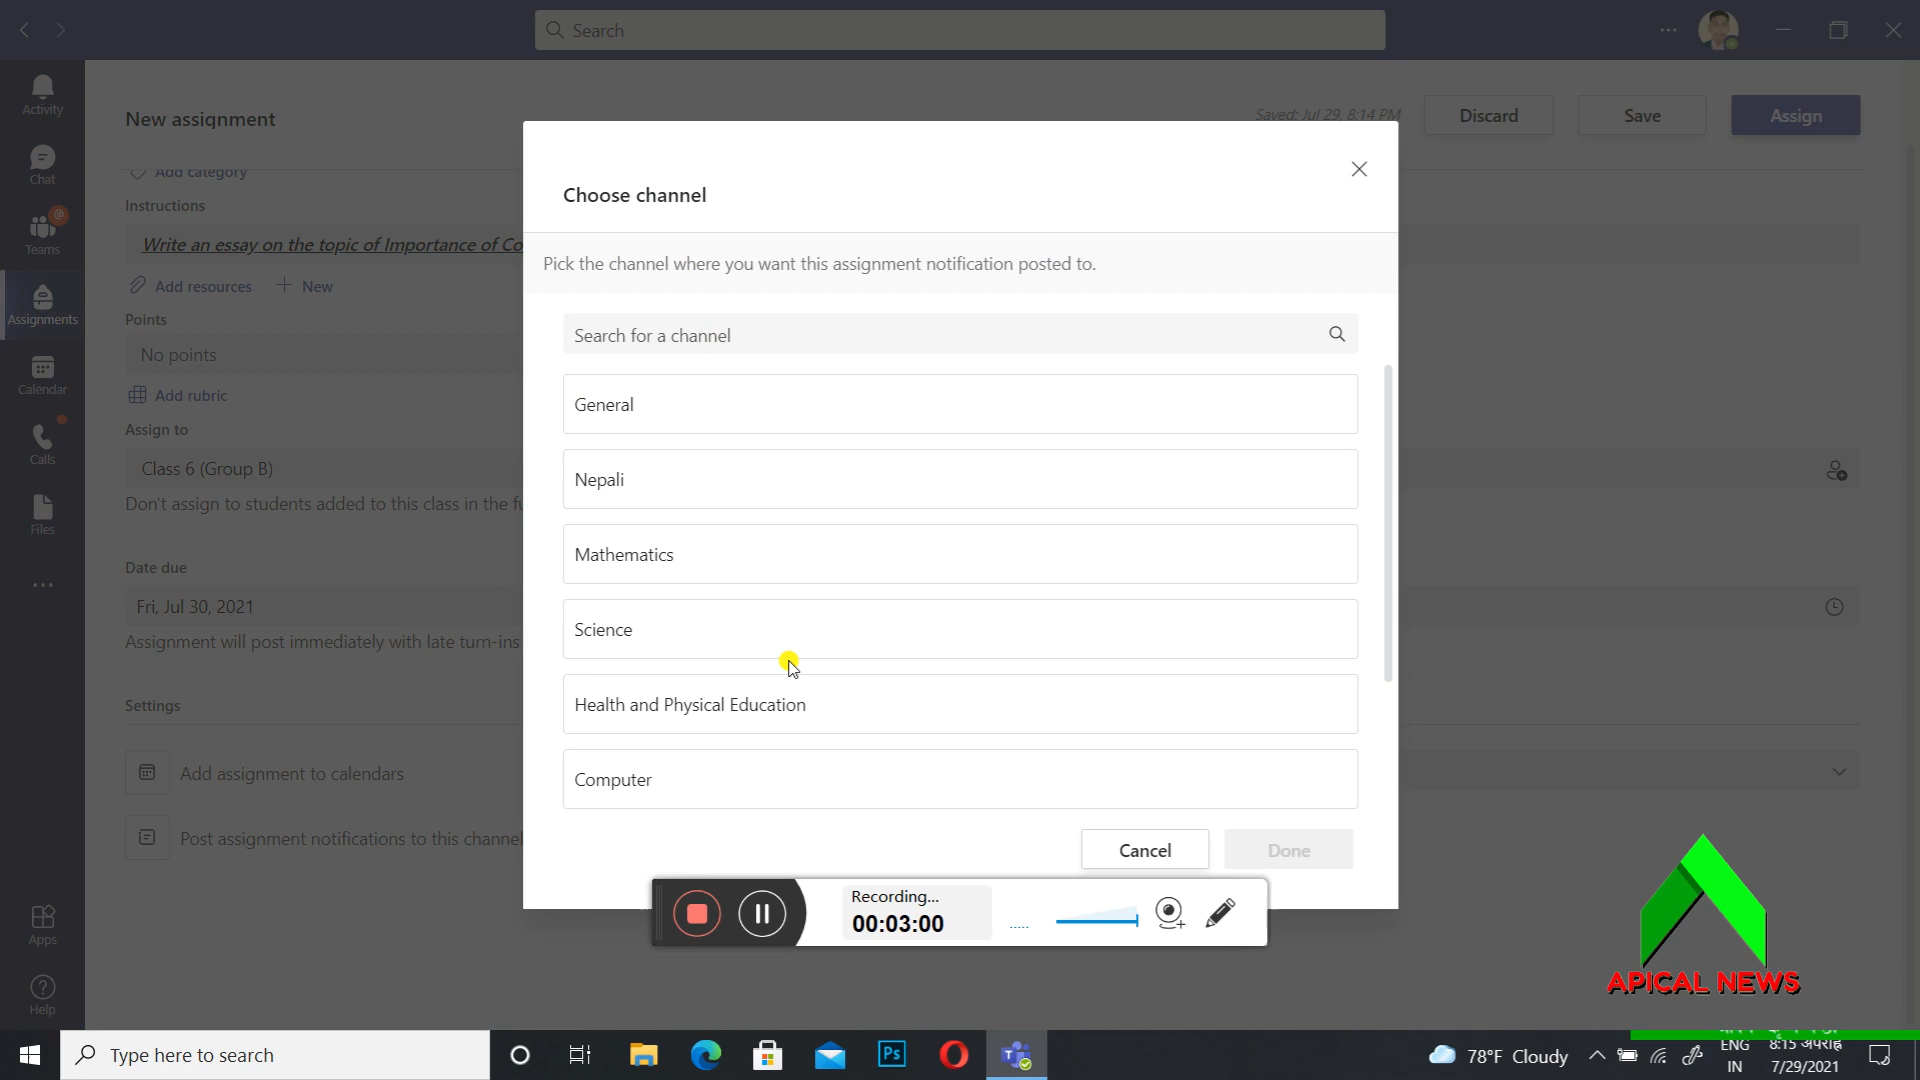 Search
Activity
Chat
Teams
Assignments
Calendar
Calls
Files
Apps
Help
New assignment
Saved: Jul 29, 8:14 PM
Discard
Save
Assign
Add category
Instructions
Write an essay on the topic of Importance of Co
Add resources
New
Points
No points
Add rubric
Assign to
Class 6 (Group B)
Don't assign to students added to this class in the fu
Date due
Fri, Jul 30, 2021
Assignment will post immediately with late turn-ins
Settings
Add assignment to calendars
Post assignment notifications to this channel
Choose channel
Pick the channel where you want this assignment notification posted to.
Search for a channel
General
Nepali
Mathematics
Science
Health and Physical Education
Computer
Cancel
Done
Recording...
00:03:00
APICAL NEWS
Type here to search
Ps
78°F Cloudy
ENG
IN
8:15 अपराह्न
7/29/2021